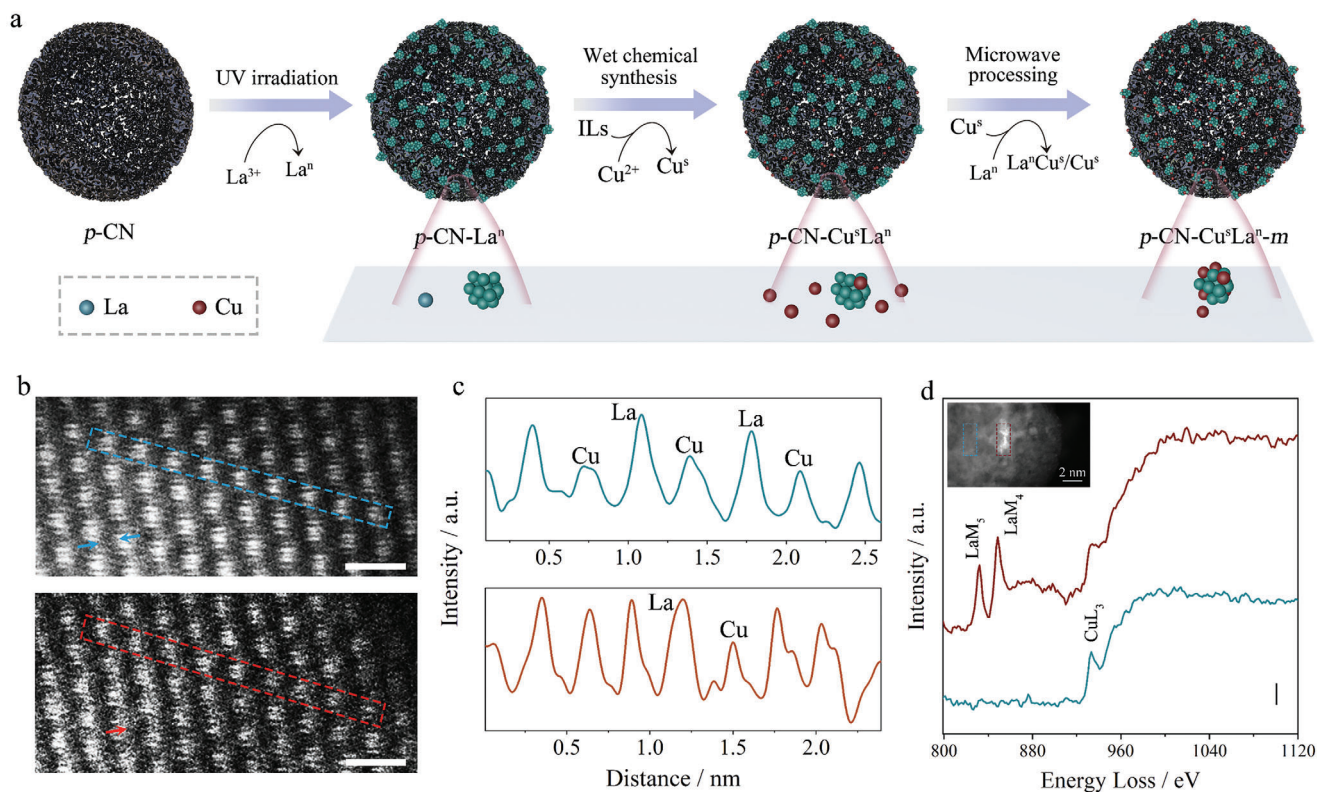 a
UV irradiation
La³⁺
Laⁿ
Wet chemical
synthesis
ILs
Cu²⁺
Cuˢ
Microwave
processing
Cuˢ
Laⁿ
LaⁿCuˢ/Cuˢ
p-CN
p-CN-Laⁿ
p-CN-CuˢLaⁿ
p-CN-CuˢLaⁿ-m
La
Cu
b
c
Intensity / a.u.
La
La
Cu
Cu
Cu
0.5 1.0 1.5 2.0 2.5
La
Cu
0.5 1.0 1.5 2.0
Distance / nm
d
Intensity / a.u.
2 nm
LaM₅
LaM₄
CuL₃
800 880 960 1040 1120
Energy Loss / eV